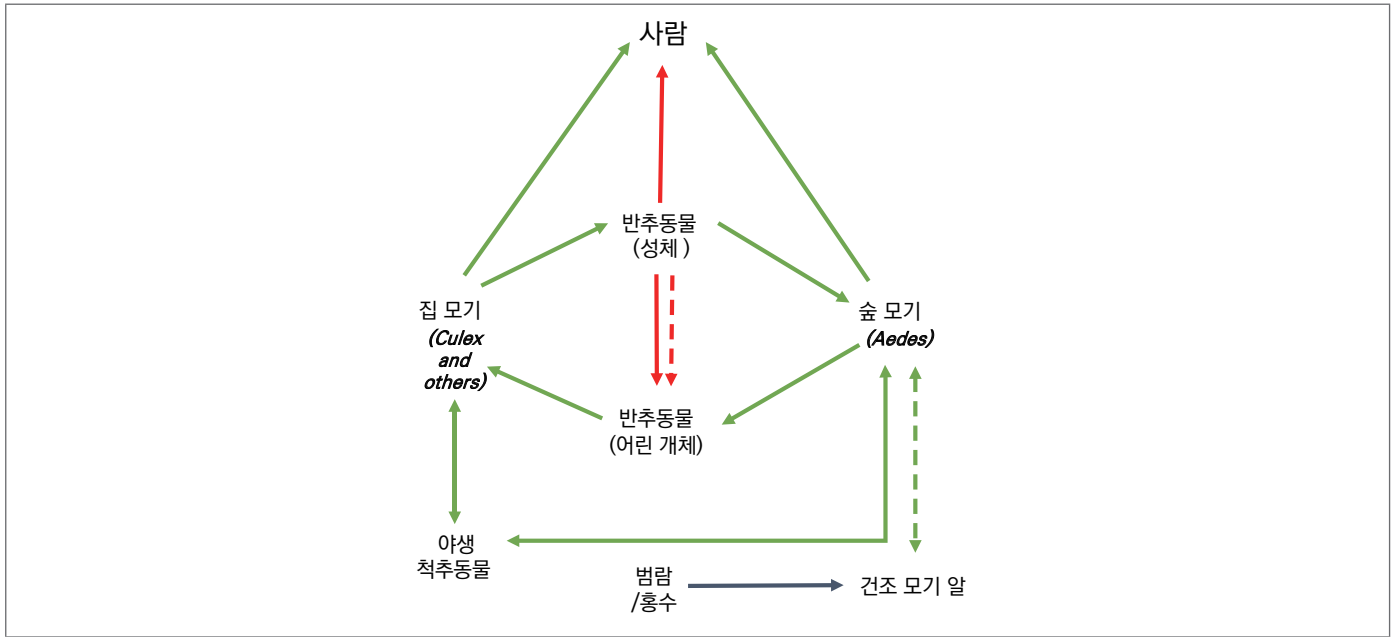 사람
반추동물
(성체 )
집 모기
(Culex
and
others)
숲 모기
(Aedes)
반추동물
(어린 개체)
야생
척추동물
범람
/홍수
건조 모기 알